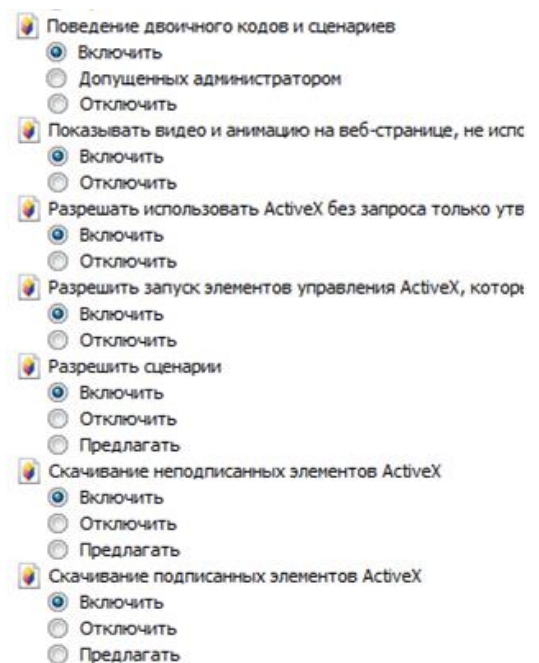 Поведение двоичного кодов и сценариев
Включить
Допущенных администратором
Отключить
Показывать видео и анимацию на веб-странице, не испо
Включить
Отключить
Разрешать использовать ActiveX без запроса только утв
Включить
Отключить
Разрешить запуск элементов управления ActiveX, которы
Включить
Отключить
Разрешить сценарии
Включить
Отключить
Предлагать
Скачивание неподписанных элементов ActiveX
Включить
Отключить
Предлагать
Скачивание подписанных элементов ActiveX
Включить
Отключить
Предлагать